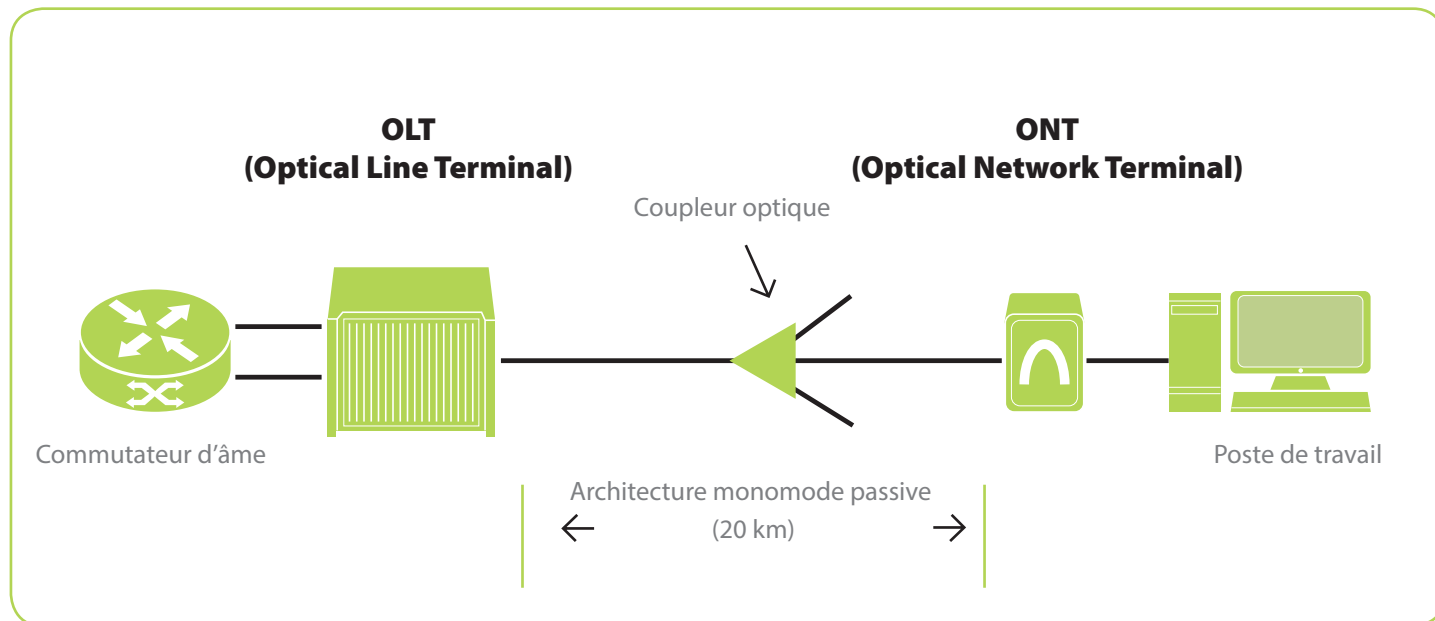 OLT
(Optical Line Terminal)
ONT
(Optical Network Terminal)
Coupleur optique
Commutateur d’âme
Poste de travail
Architecture monomode passive
(20 km)